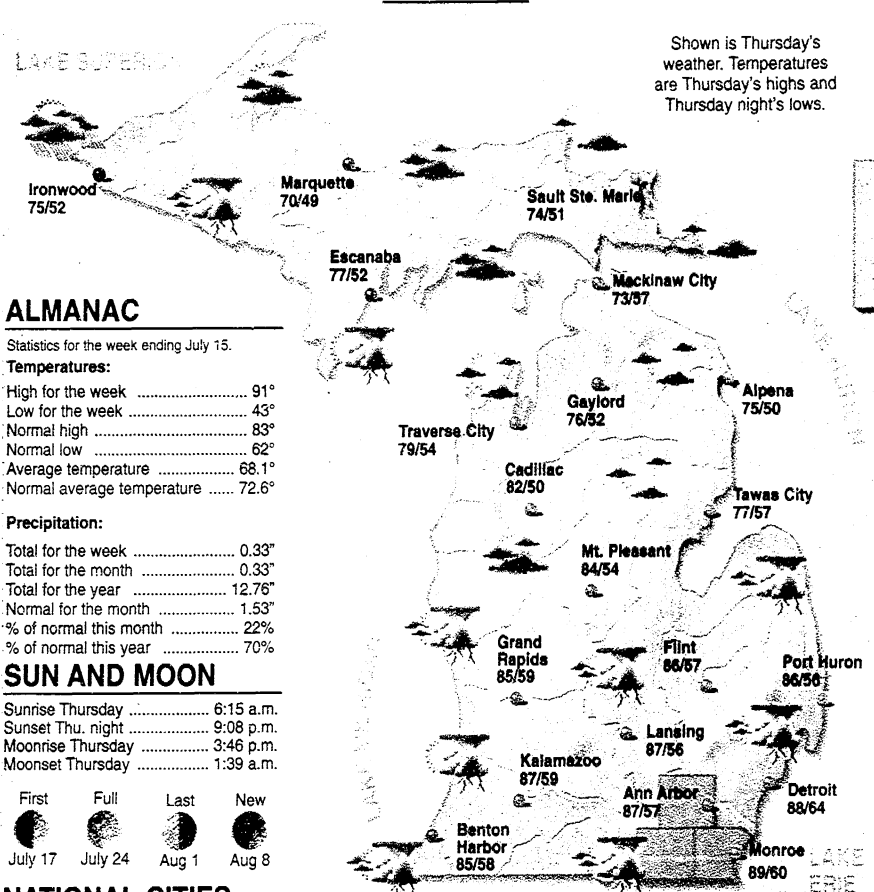 LAKE SUPERIOR
Shown is Thursday's
weather. Temperatures
are Thursday's highs and
Thursday night's lows.
Ironwood
75/52
Marquette
70/49
Sault Ste. Marie
74/51
Escanaba
77/52
Mackinaw City
73/57
LAKE HURON
Gaylord
76/52
Alpena
75/50
Traverse City
79/54
Cadillac
82/50
Tawas City
77/57
Mt. Pleasant
84/54
Grand
Rapids
85/59
Flint
86/57
Port Huron
86/56
Lansing
87/56
Kalamazoo
87/59
Ann Arbor
87/57
Detroit
88/64
Benton
Harbor
85/58
Monroe
89/60
LAKE
ERIE
ALMANAC
Statistics for the week ending July 15.
Temperatures:
High for the week ........................... 91°
Low for the week ............................ 43°
Normal high .................................... 83°
Normal low ..................................... 62°
Average temperature .................. 68.1°
Normal average temperature ...... 72.6°
Precipitation:
Total for the week ....................... 0.33"
Total for the month ...................... 0.33"
Total for the year ........................ 12.76"
Normal for the month .................. 1.53"
% of normal this month ................ 22%
% of normal this year .................... 70%
SUN AND MOON
Sunrise Thursday .................. 6:15 a.m.
Sunset Thu. night .................. 9:08 p.m.
Moonrise Thursday ................ 3:46 p.m.
Moonset Thursday ................. 1:39 a.m.
First Full Last New
July 17 July 24 Aug 1 Aug 8
NATIONAL CITIES